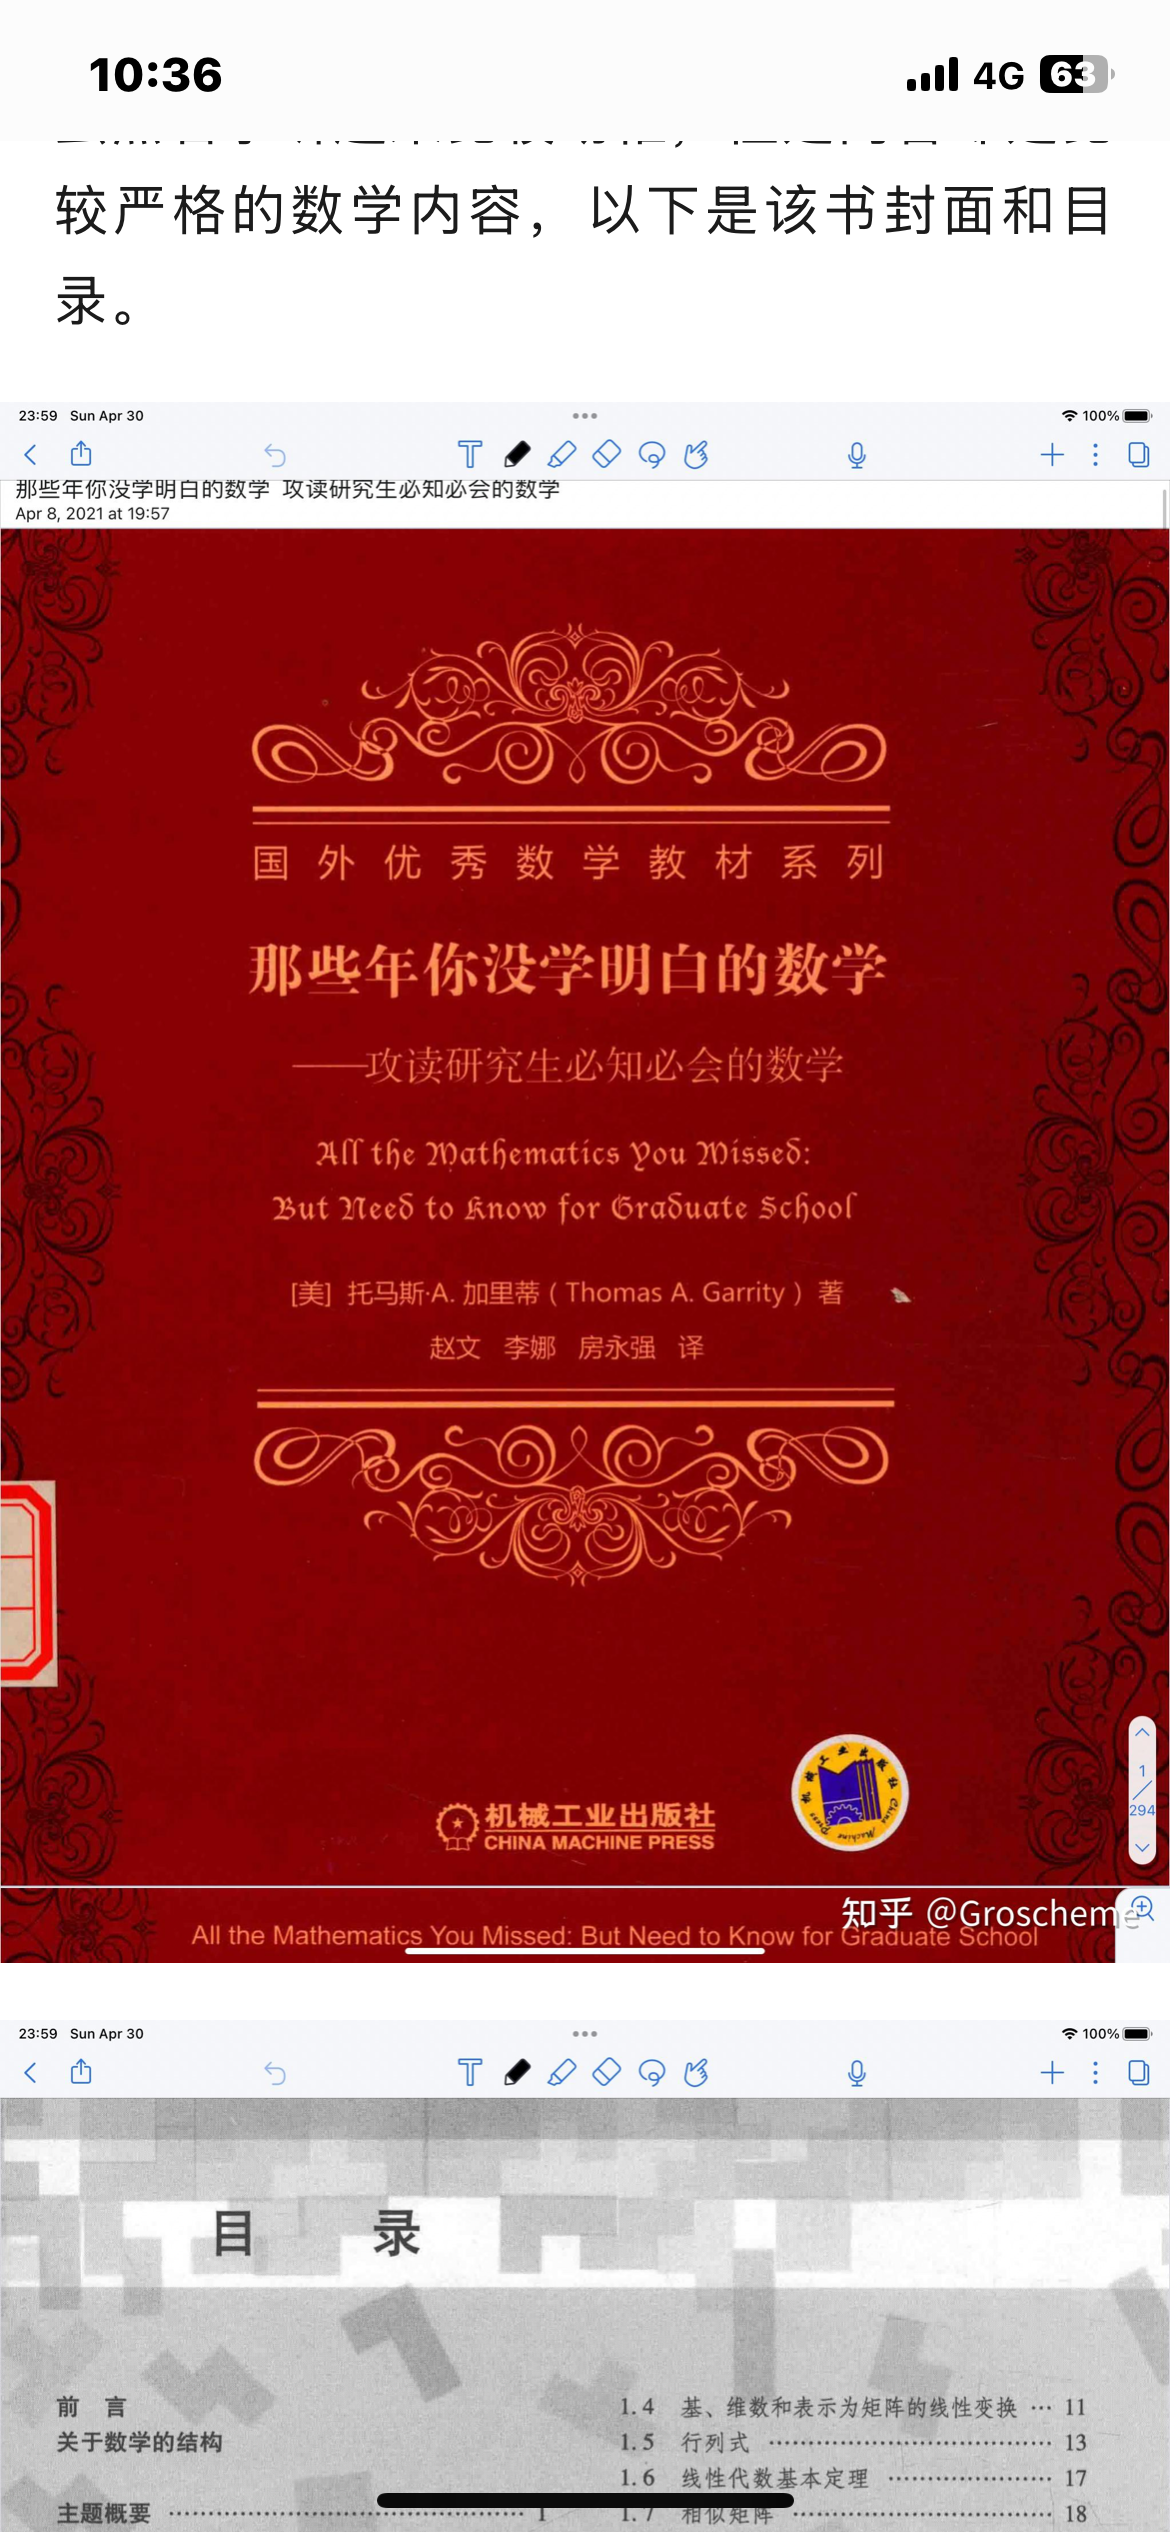 10:36 4G 63
较严格的数学内容，以下是该书封面和目
录。
23:59 Sun Apr 30 100%
那些年你没学明白的数学 攻读研究生必知必会的数学
Apr 8, 2021 at 19:57
国外优秀数学教材系列
那些年你没学明白的数学
——攻读研究生必知必会的数学
All the Mathematics You Missed:
But Need to Know for Graduate School
[美] 托马斯·A. 加里蒂（Thomas A. Garrity）著
赵文 李娜 房永强 译
机械工业出版社
CHINA MACHINE PRESS
1
294
知乎 @Groscheme
All the Mathematics You Missed: But Need to Know for Graduate School
23:59 Sun Apr 30 100%
目 录
前 言
关于数学的结构
主题概要 ………… 1
1.4 基、维数和表示为矩阵的线性变换 … 11
1.5 行列式 ………… 13
1.6 线性代数基本定理 ………… 17
1.7 相似矩阵 ………… 18